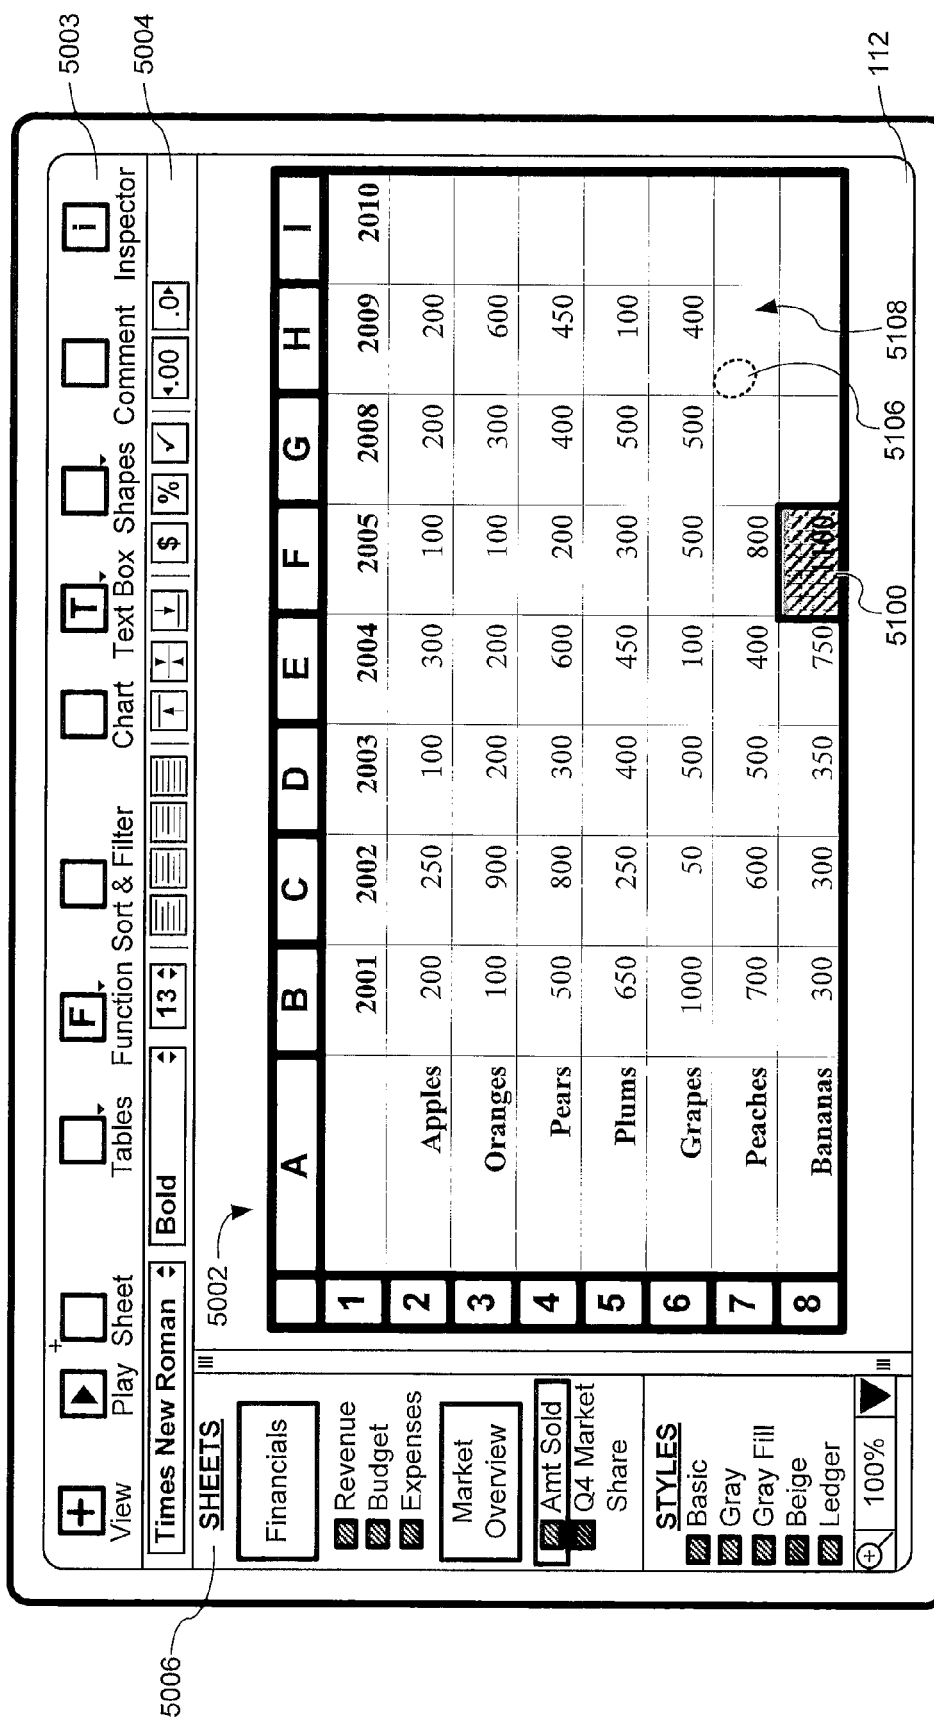 5003
View Play Sheet Tables Function Sort & Filter Chart Text Box Shapes Comment Inspector
+ F T i
5004
Times New Roman Bold 13 $ % ✓ .00 .0
5006
SHEETS
Financials
Revenue
Budget
Expenses
Market
Overview
Amt Sold
Q4 Market
Share
STYLES
Basic
Gray
Gray Fill
Beige
Ledger
100%
5002
A B C D E F G H I
1 2001 2002 2003 2004 2005 2008 2009 2010
2 Apples 200 250 100 300 100 200 200
3 Oranges 100 900 200 200 100 300 600
4 Pears 500 800 300 600 200 400 450
5 Plums 650 250 400 450 300 500 100
6 Grapes 1000 50 500 100 500 500 400
7 Peaches 700 600 500 400 800
8 Bananas 300 300 350 750 1100
5100
5106
5108
112